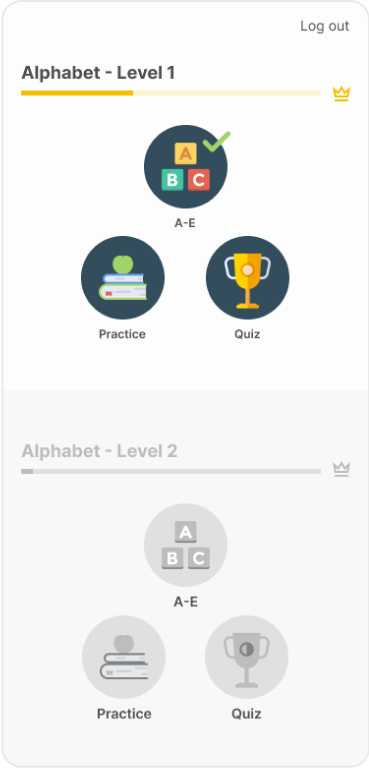 Log out
Alphabet - Level 1
A
B C
A-E
Practice Quiz
Alphabet - Level 2
A
B C
A-E
Practice Quiz